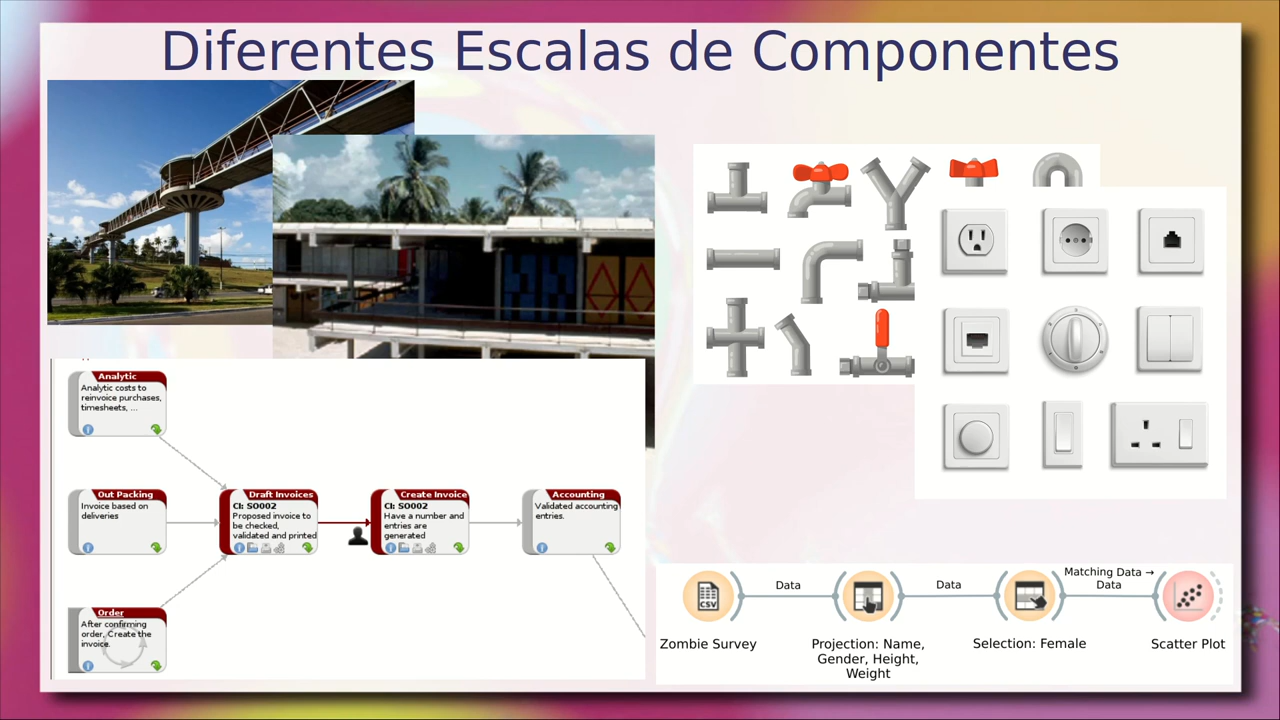 Diferentes Escalas de Componentes
Analytic
Analytic costs to
reinvoice purchases,
timesheets, ...
Out Packing
Invoice based on
deliveries
Draft Invoices
CI: SO002
Proposed invoice to
be checked,
validated and printed
Create Invoice
CI: SO002
Have a number and
entries are
generated
Accounting
Validated accounting
entries.
Order
After confirming
order, Create the
invoice.
CSV
Data
Data
Matching Data →
Data
Zombie Survey
Projection: Name,
Gender, Height,
Weight
Selection: Female
Scatter Plot